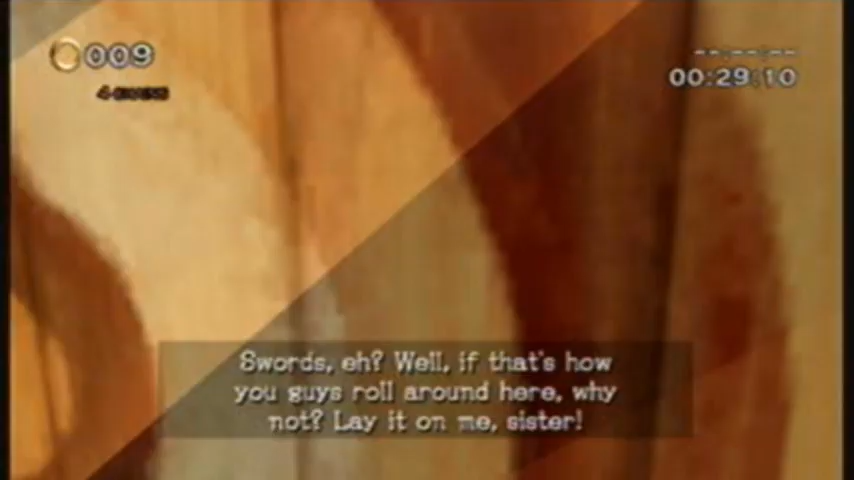 009
--:--:--
00:29:10
Swords, eh? Well, if that's how
you guys roll around here, why
not? Lay it on me, sister!